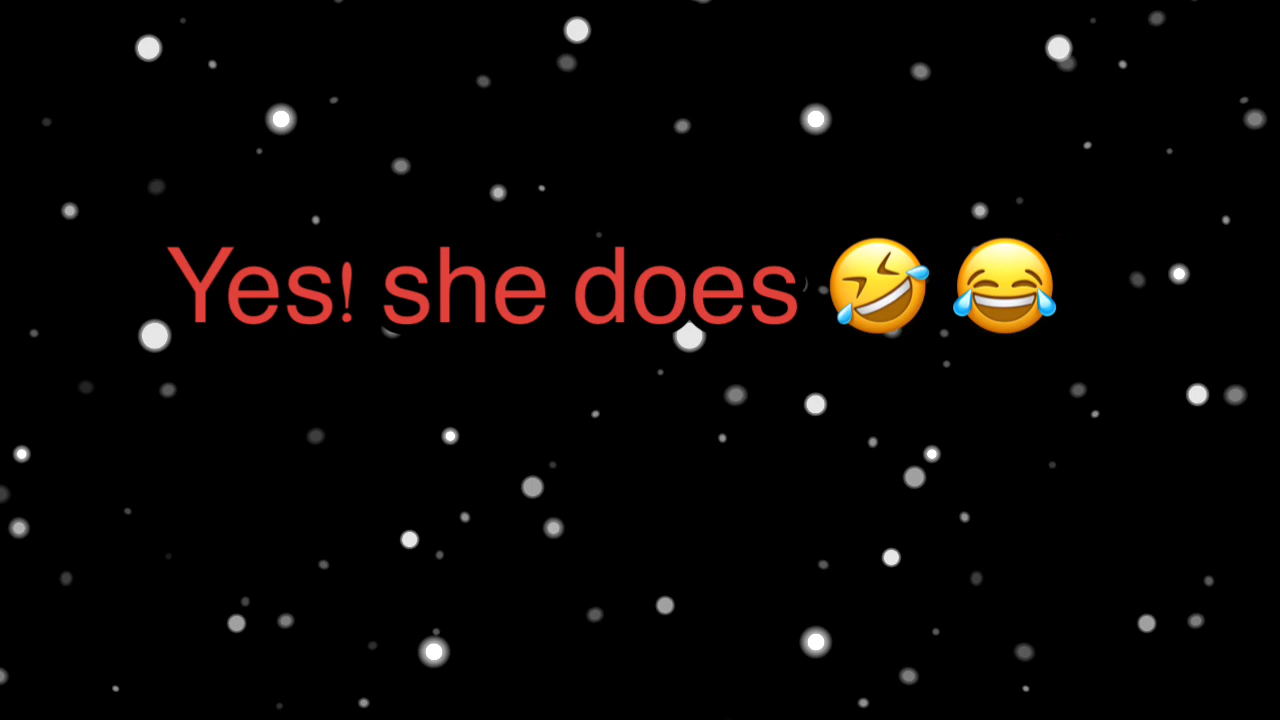 Yes! she does 🤣 😂